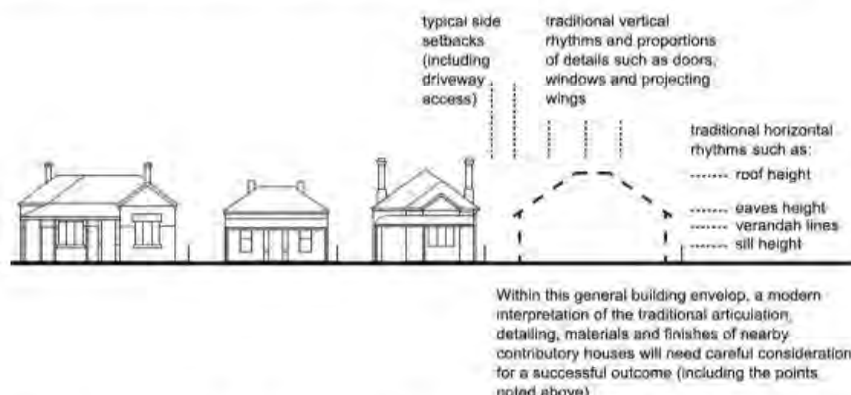 typical side
setbacks
(including
driveway
access)
traditional vertical
rhythms and proportions
of details such as doors,
windows and projecting
wings
traditional horizontal
rhythms such as:
roof height
eaves height
verandah lines
sill height
Within this general building envelop, a modern
interpretation of the traditional articulation,
detailing, materials and finishes of nearby
contributory houses will need careful consideration
for a successful outcome (including the points
noted above)